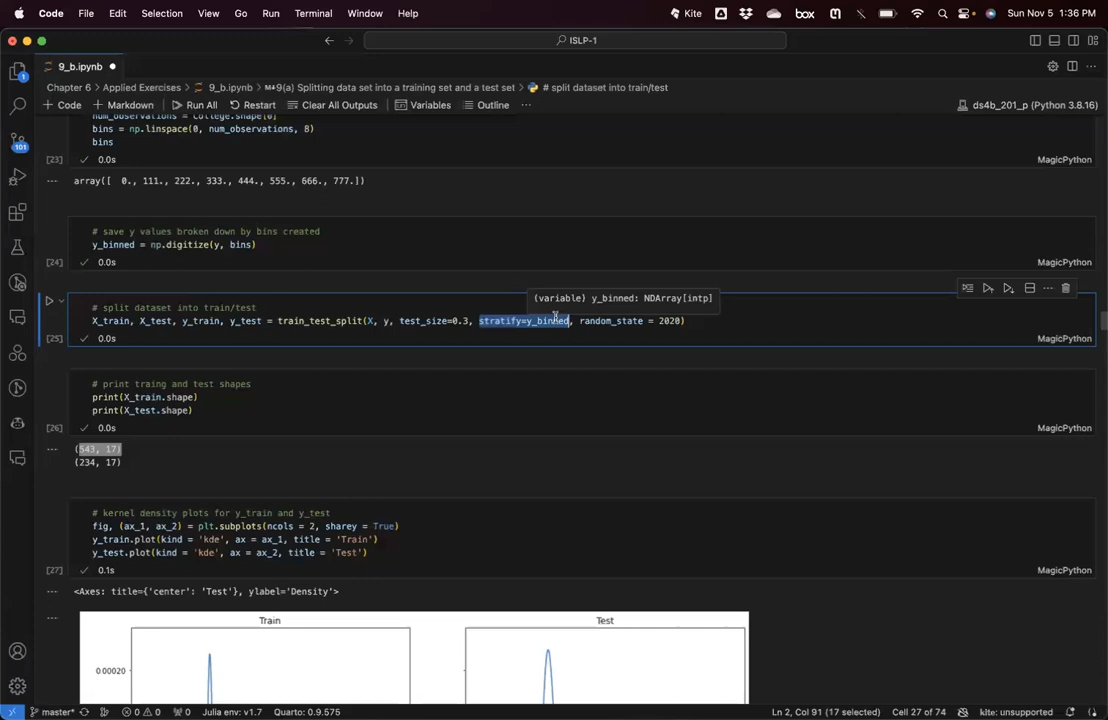 Code File Edit Selection View Go Run Terminal Window Help Kite box Sun Nov 5 1:36 PM
ISLP-1
9_b.ipynb
Chapter 6 > Applied Exercises > 9_b.ipynb > M↓9(a) Splitting data set into a training set and a test set > # split dataset into train/test
+ Code + Markdown Run All Restart Clear All Outputs Variables Outline ... ds4b_201_p (Python 3.8.16)
num_observations = College.shape[0]
bins = np.linspace(0, num_observations, 8)
bins
[23] 0.0s MagicPython
... array([ 0., 111., 222., 333., 444., 555., 666., 777.])
# save y values broken down by bins created
y_binned = np.digitize(y, bins)
[24] 0.0s MagicPython
(variable) y_binned: NDArray[intp]
# split dataset into train/test
X_train, X_test, y_train, y_test = train_test_split(X, y, test_size=0.3, stratify=y_binned, random_state = 2020)
[25] 0.0s MagicPython
# print traing and test shapes
print(X_train.shape)
print(X_test.shape)
[26] 0.0s MagicPython
... (543, 17)
(234, 17)
# kernel density plots for y_train and y_test
fig, (ax_1, ax_2) = plt.subplots(ncols = 2, sharey = True)
y_train.plot(kind = 'kde', ax = ax_1, title = 'Train')
y_test.plot(kind = 'kde', ax = ax_2, title = 'Test')
[27] 0.1s MagicPython
... <Axes: title={'center': 'Test'}, ylabel='Density'>
Train Test
0.00020
1
101
master* 0 0 0 Julia env: v1.7 Quarto: 0.9.575 Ln 2, Col 91 (17 selected) Cell 27 of 74 kite: unsupported